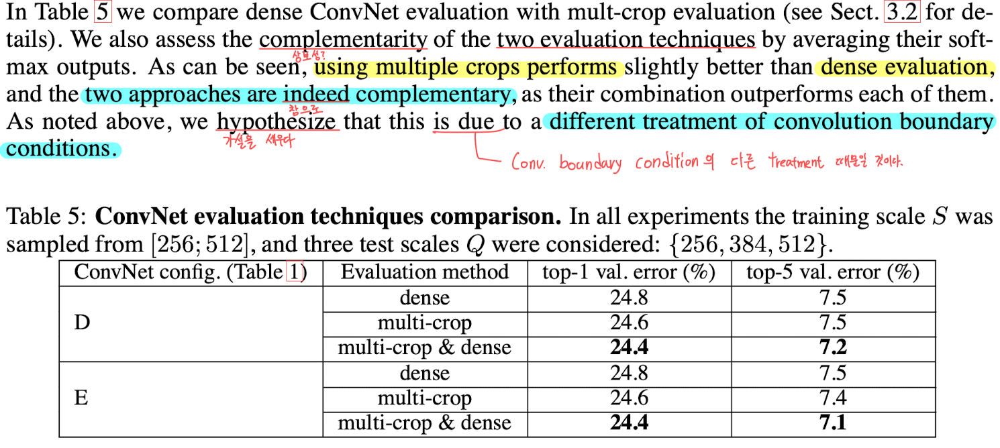 In Table 5 we compare dense ConvNet evaluation with mult-crop evaluation (see Sect. 3.2 for de-
tails). We also assess the complementarity of the two evaluation techniques by averaging their soft-
상보성?
max outputs. As can be seen, using multiple crops performs slightly better than dense evaluation,
and the two approaches are indeed complementary, as their combination outperforms each of them.
참으로
As noted above, we hypothesize that this is due to a different treatment of convolution boundary
가설을 세우다
conditions.
Conv. boundary condition의 다른 treatment 때문일 것이다.
Table 5: ConvNet evaluation techniques comparison. In all experiments the training scale S was
sampled from [256; 512], and three test scales Q were considered: {256, 384, 512}.
ConvNet config. (Table 1) Evaluation method top-1 val. error (%) top-5 val. error (%)
dense 24.8 7.5
D multi-crop 24.6 7.5
multi-crop & dense 24.4 7.2
dense 24.8 7.5
E multi-crop 24.6 7.4
multi-crop & dense 24.4 7.1